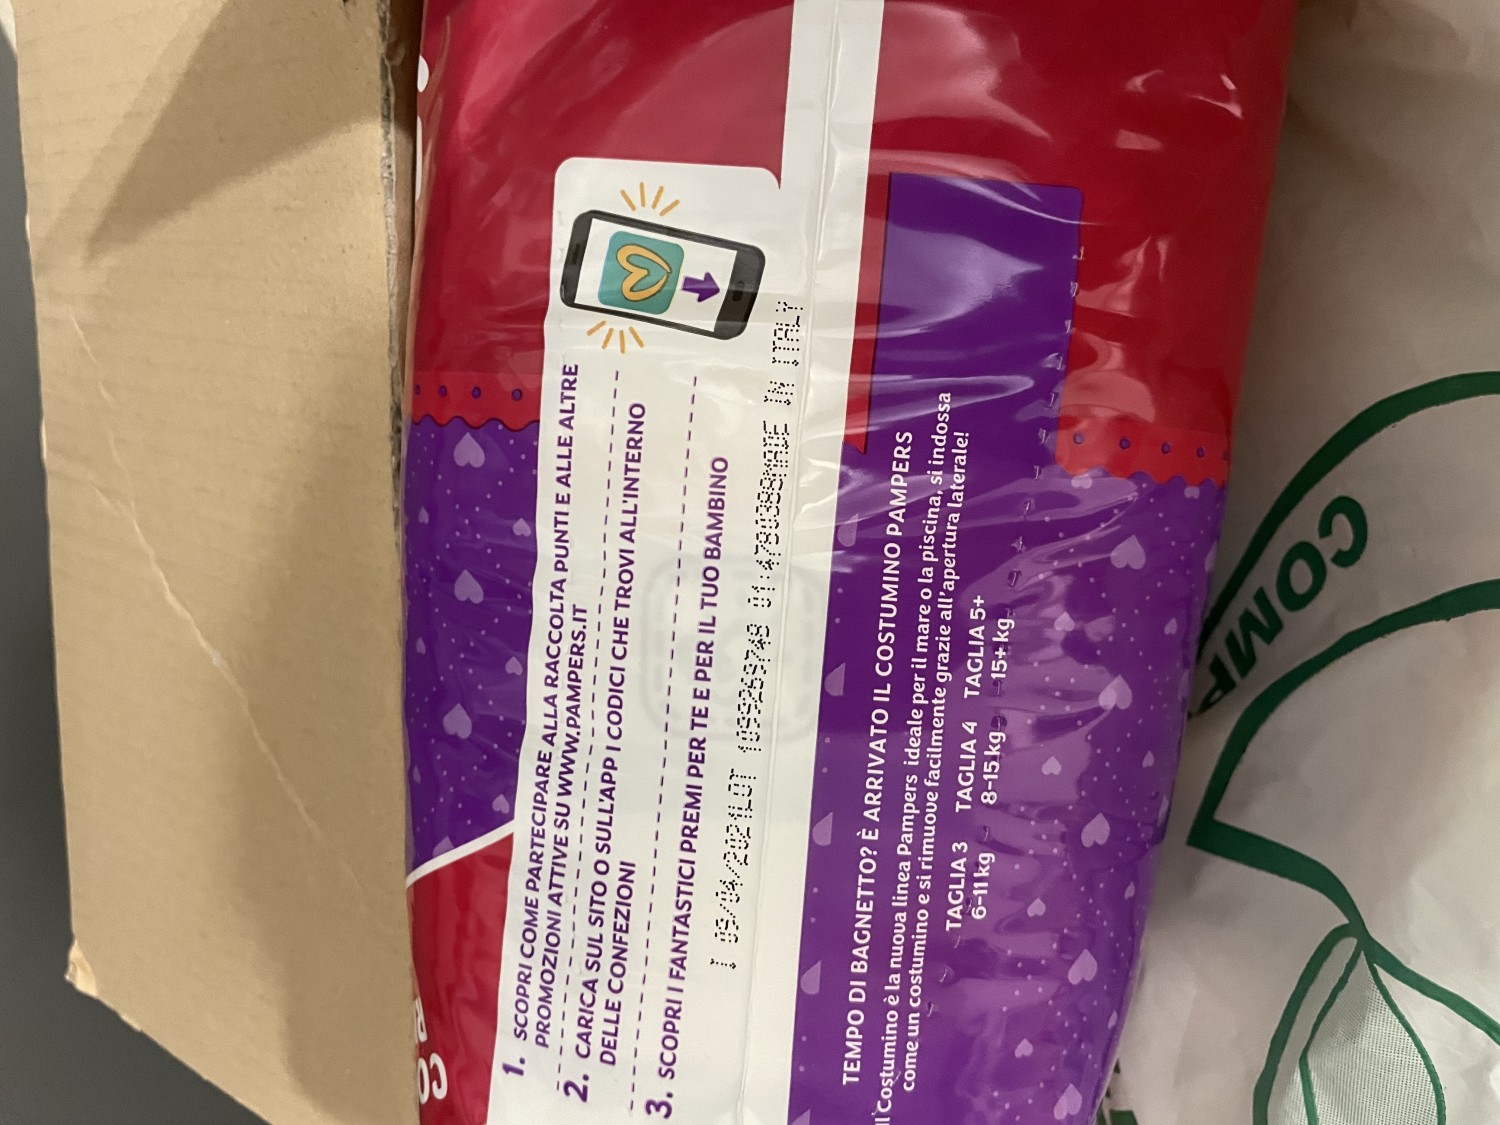 1. SCOPRI COME PARTECIPARE ALLA RACCOLTA PUNTI E ALLE ALTRE
PROMOZIONI ATTIVE SU WWW.PAMPERS.IT
2. CARICA SUL SITO O SULL'APP I CODICI CHE TROVI ALL'INTERNO
DELLE CONFEZIONI
3. SCOPRI I FANTASTICI PREMI PER TE E PER IL TUO BAMBINO
09/04/2021LOT MADE IN ITALY
TEMPO DI BAGNETTO? È ARRIVATO IL COSTUMINO PAMPERS
Il Costumino è la nuova linea Pampers ideale per il mare o la piscina, si indossa
come un costumino e si rimuove facilmente grazie all'apertura laterale!
TAGLIA 3 TAGLIA 4 TAGLIA 5+
6-11 kg 8-15 kg 15+ kg
COMP